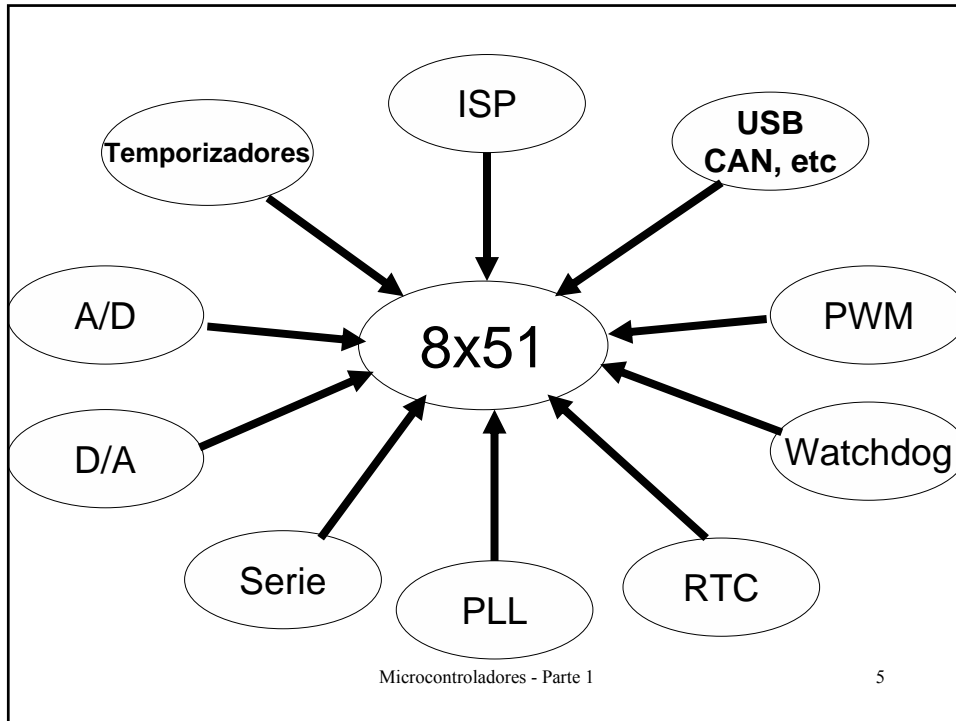 ISP
USB
CAN, etc
Temporizadores
A/D
PWM
8x51
D/A
Watchdog
Serie
PLL
RTC
Microcontroladores - Parte 1
5